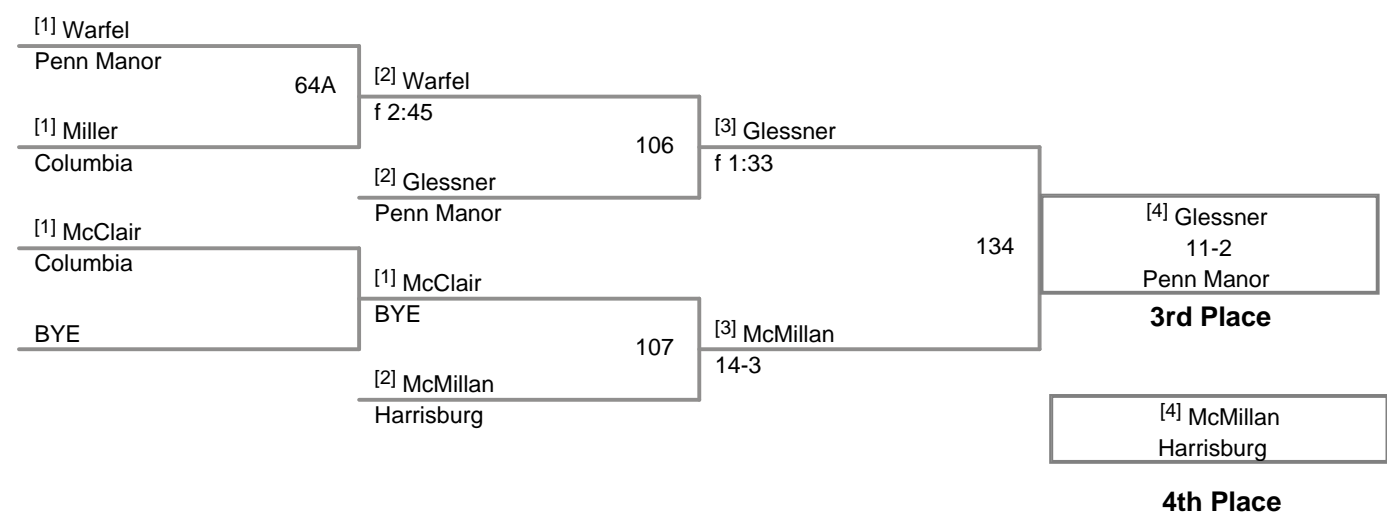 [1] Warfel
Penn Manor
64A
[2] Warfel
f 2:45
[1] Miller
Columbia
106
[3] Glessner
f 1:33
[2] Glessner
Penn Manor
[1] McClair
Columbia
134
[4] Glessner
11-2
Penn Manor
3rd Place
[1] McClair
BYE
BYE
107
[3] McMillan
14-3
[2] McMillan
Harrisburg
[4] McMillan
Harrisburg
4th Place